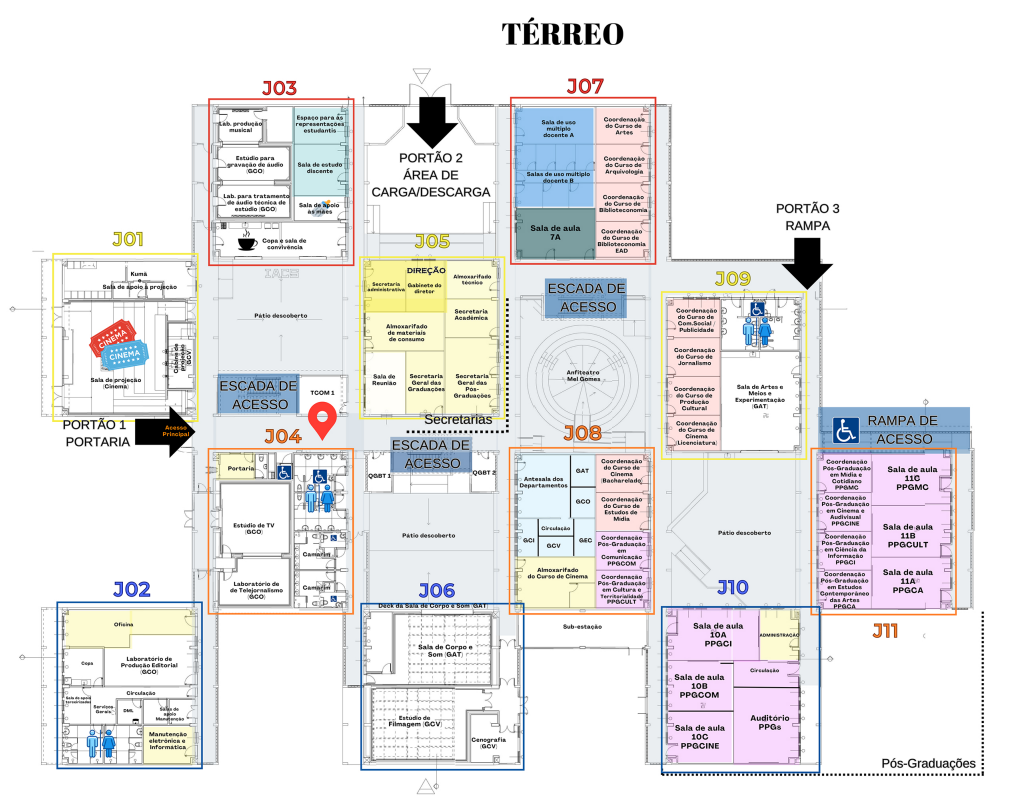 TÉRREO
J03
Lab. produção
musical
Espaço para as
representações
estudantis
Estúdio para
gravação de áudio
(GCO)
Sala de estudo
discente
Lab. para tratamento
de áudio técnica de
estúdio (GCO)
Sala de apoio
às mães
Copa e sala de
convivência
IACS
PORTÃO 2
ÁREA DE
CARGA/DESCARGA
J07
Sala de uso
múltiplo
docente A
Salas de uso multiplo
docente B
Sala de aula
7A
Coordenação
do Curso de
Artes
Coordenação
do Curso de
Arquivologia
Coordenação
do Curso de
Biblioteconomia
Coordenação
do Curso de
Biblioteconomia
EAD
PORTÃO 3
RAMPA
J01
Kumã
Sala de apoio à projeção
CINEMA
CINEMA
Sala de projeção
(Cinema)
Cabine de
projeção
(GCV)
Pátio descoberto
ESCADA DE
ACESSO
TCOM 1
PORTÃO 1
PORTARIA
Acesso
Principal
J05
DIREÇÃO
Secretaria
administrativa
Gabinete do
diretor
Almoxarifado
técnico
Almoxarifado
de materiais
de consumo
Secretaria
Acadêmica
Sala de
Reunião
Secretaria
Geral das
Graduações
Secretaria
Geral das
Pós-
Graduações
Secretarias
ESCADA DE
ACESSO
Anfiteatro
Mel Gomes
J09
Coordenação
do Curso de
Com.Social /
Publicidade
Coordenação
do Curso de
Jornalismo
Coordenação
do Curso de
Produção
Cultural
Coordenação
do Curso de
Cinema
Licenciatura
Sala de Artes e
Experimentação
(GAT)
RAMPA DE
ACESSO
J04
Portaria
Estúdio de TV
(GCO)
Camarim
Laboratório de
Telejornalismo
(GCO)
Camarim
ESCADA DE
ACESSO
QGBT 1
QGBT 2
Pátio descoberto
J08
Antesala dos
Departamentos
GAT
GCO
Circulação
GCI
GCV
GEC
Coordenação
do Curso de
Cinema
(Bacharelado)
Coordenação
do Curso de
Estudos de
Mídia
Coordenação
Pós-Graduação
em
Comunicação
PPGCOM
Almoxarifado
do Curso de Cinema
Coordenação
Pós-Graduação
em Cultura e
Territorialidade
PPGCULT
Sub-estação
Pátio descoberto
Coordenação
Pós-Graduação
em Mídia e
Cotidiano
PPGMC
Coordenação
Pós-Graduação
em Cinema e
Audivisual
PPGCINE
Coordenação
Pós-Graduação
em Ciência da
Informação
PPGCI
Coordenação
Pós-Graduação
em Estudos
Contemporâneo
das Artes
PPGCA
Sala de aula
11C
PPGMC
Sala de aula
11B
PPGCULT
Sala de aula
11A
PPGCA
J11
J02
Oficina
Copa
Laboratório de
Produção Editorial
(GCO)
Circulação
Sala de apoio
terceirizados
Serviços
Gerais
DML
Sala de
apoio
Manutenção
Manutenção
eletrônica e
Informática
J06
Deck da Sala de Corpo e Som (GAT)
Sala de Corpo e
Som (GAT)
Estúdio de
Filmagem (GCV)
Cenografia
(GCV)
J10
Sala de aula
10A
PPGCI
ADMINISTRAÇÃO
Circulação
Sala de aula
10B
PPGCOM
Sala de aula
10C
PPGCINE
Auditório
PPGs
Pós-Graduações